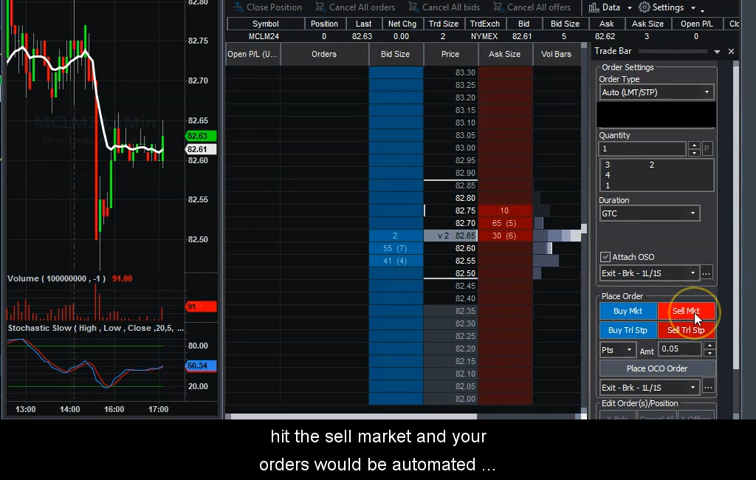 Close Position Cancel All orders Cancel All bids Cancel All offers Data Settings
Symbol Position Last Net Chg Trd Size TrdExch Bid Bid Size Ask Ask Size Open P/L
MCLM24 0 82.63 0.00 2 NYMEX 82.61 5 82.62 3 0
Open P/L (U... Orders Bid Size Price Ask Size Vol Bars
82.80
82.75
82.70
82.65
82.63
82.61
82.60
82.55
82.50
Volume ( 100000000 , -1 ) 91.00
91
Stochastic Slow ( High , Low , Close ,20,5, ...
80.00
50.34
20.00
13:00 14:00 16:00 17:00
83.30
83.25
83.20
83.15
83.10
83.05
83.00
82.95
82.90
82.85
82.80
82.75 10
82.70 65 (5)
2 v 2 82.65 30 (6)
55 (7) 82.60
41 (4) 82.55
82.50
82.45
82.40
82.35
82.30
82.25
82.20
82.15
82.10
82.05
82.00
Trade Bar
Order Settings
Order Type
Auto (LMT/STP)
Quantity
1 P
3 2
4
1
Duration
GTC
Attach OSO
Exit - Brk - 1L/1S ...
Place Order
Buy Mkt Sell Mkt
Buy Trl Stp Sell Trl Stp
Pts Amt 0.05
Place OCO Order
Exit - Brk - 1L/1S ...
Edit Order(s)/Position
hit the sell market and your
orders would be automated ...